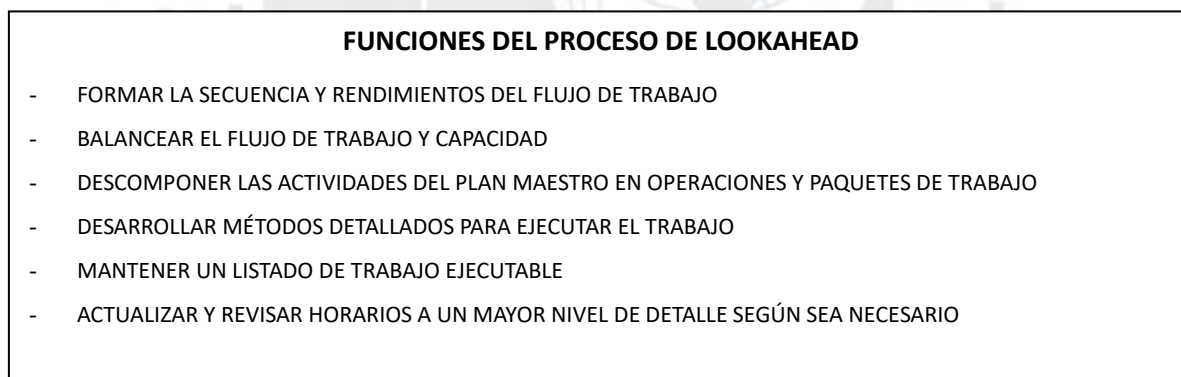 FUNCIONES DEL PROCESO DE LOOKAHEAD
- FORMAR LA SECUENCIA Y RENDIMIENTOS DEL FLUJO DE TRABAJO
- BALANCEAR EL FLUJO DE TRABAJO Y CAPACIDAD
- DESCOMPONER LAS ACTIVIDADES DEL PLAN MAESTRO EN OPERACIONES Y PAQUETES DE TRABAJO
- DESARROLLAR MÉTODOS DETALLADOS PARA EJECUTAR EL TRABAJO
- MANTENER UN LISTADO DE TRABAJO EJECUTABLE
- ACTUALIZAR Y REVISAR HORARIOS A UN MAYOR NIVEL DE DETALLE SEGÚN SEA NECESARIO